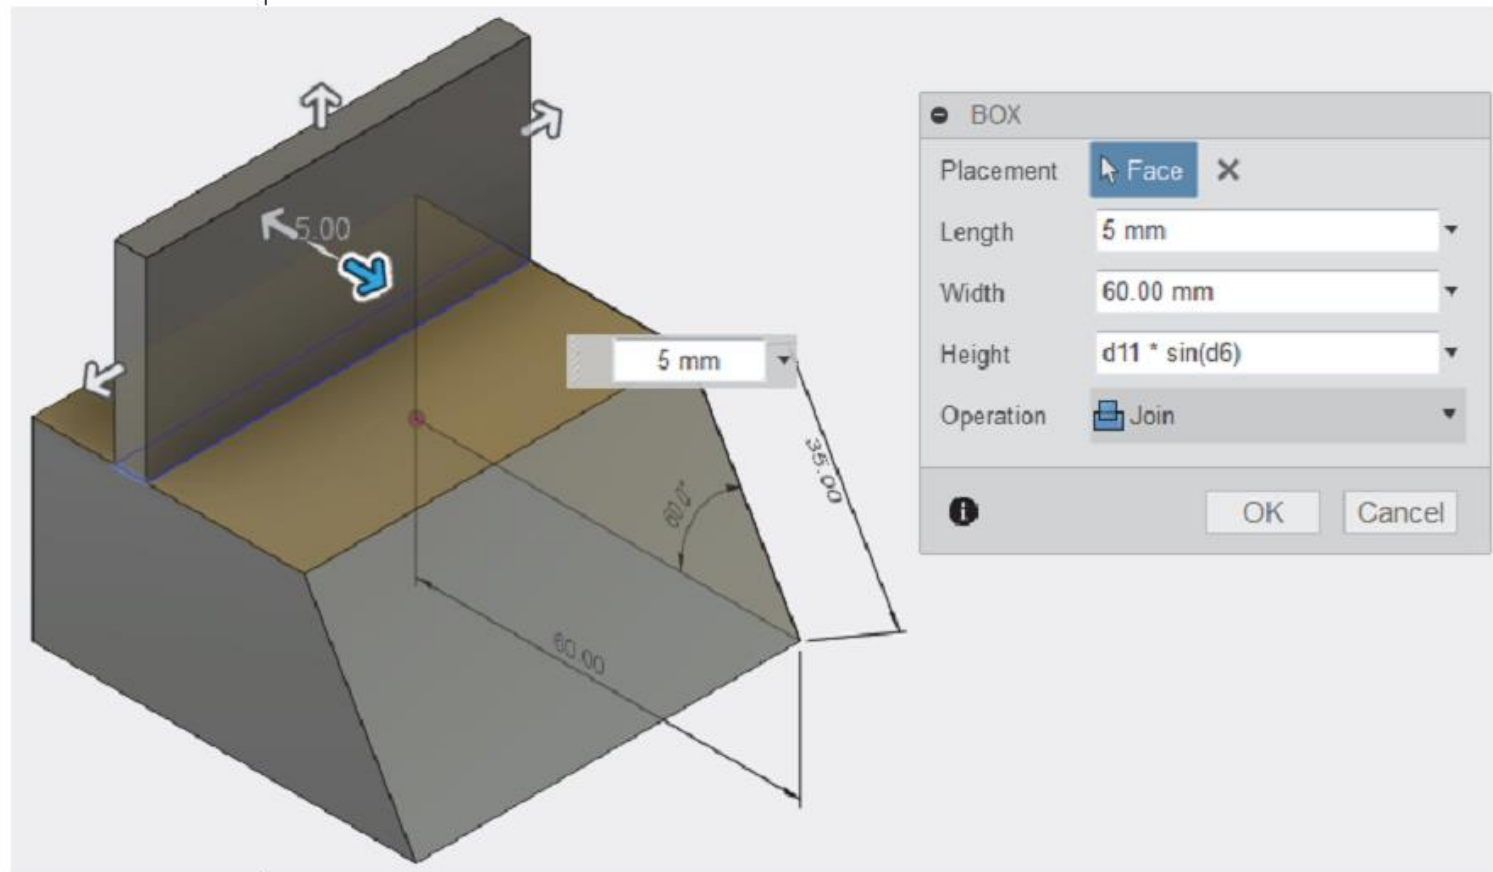 BOX
Placement Face
Length 5 mm
Width 60.00 mm
Height d11 * sin(d6)
Operation Join
OK Cancel
5.00
5 mm
35.00
60.0°
60.00